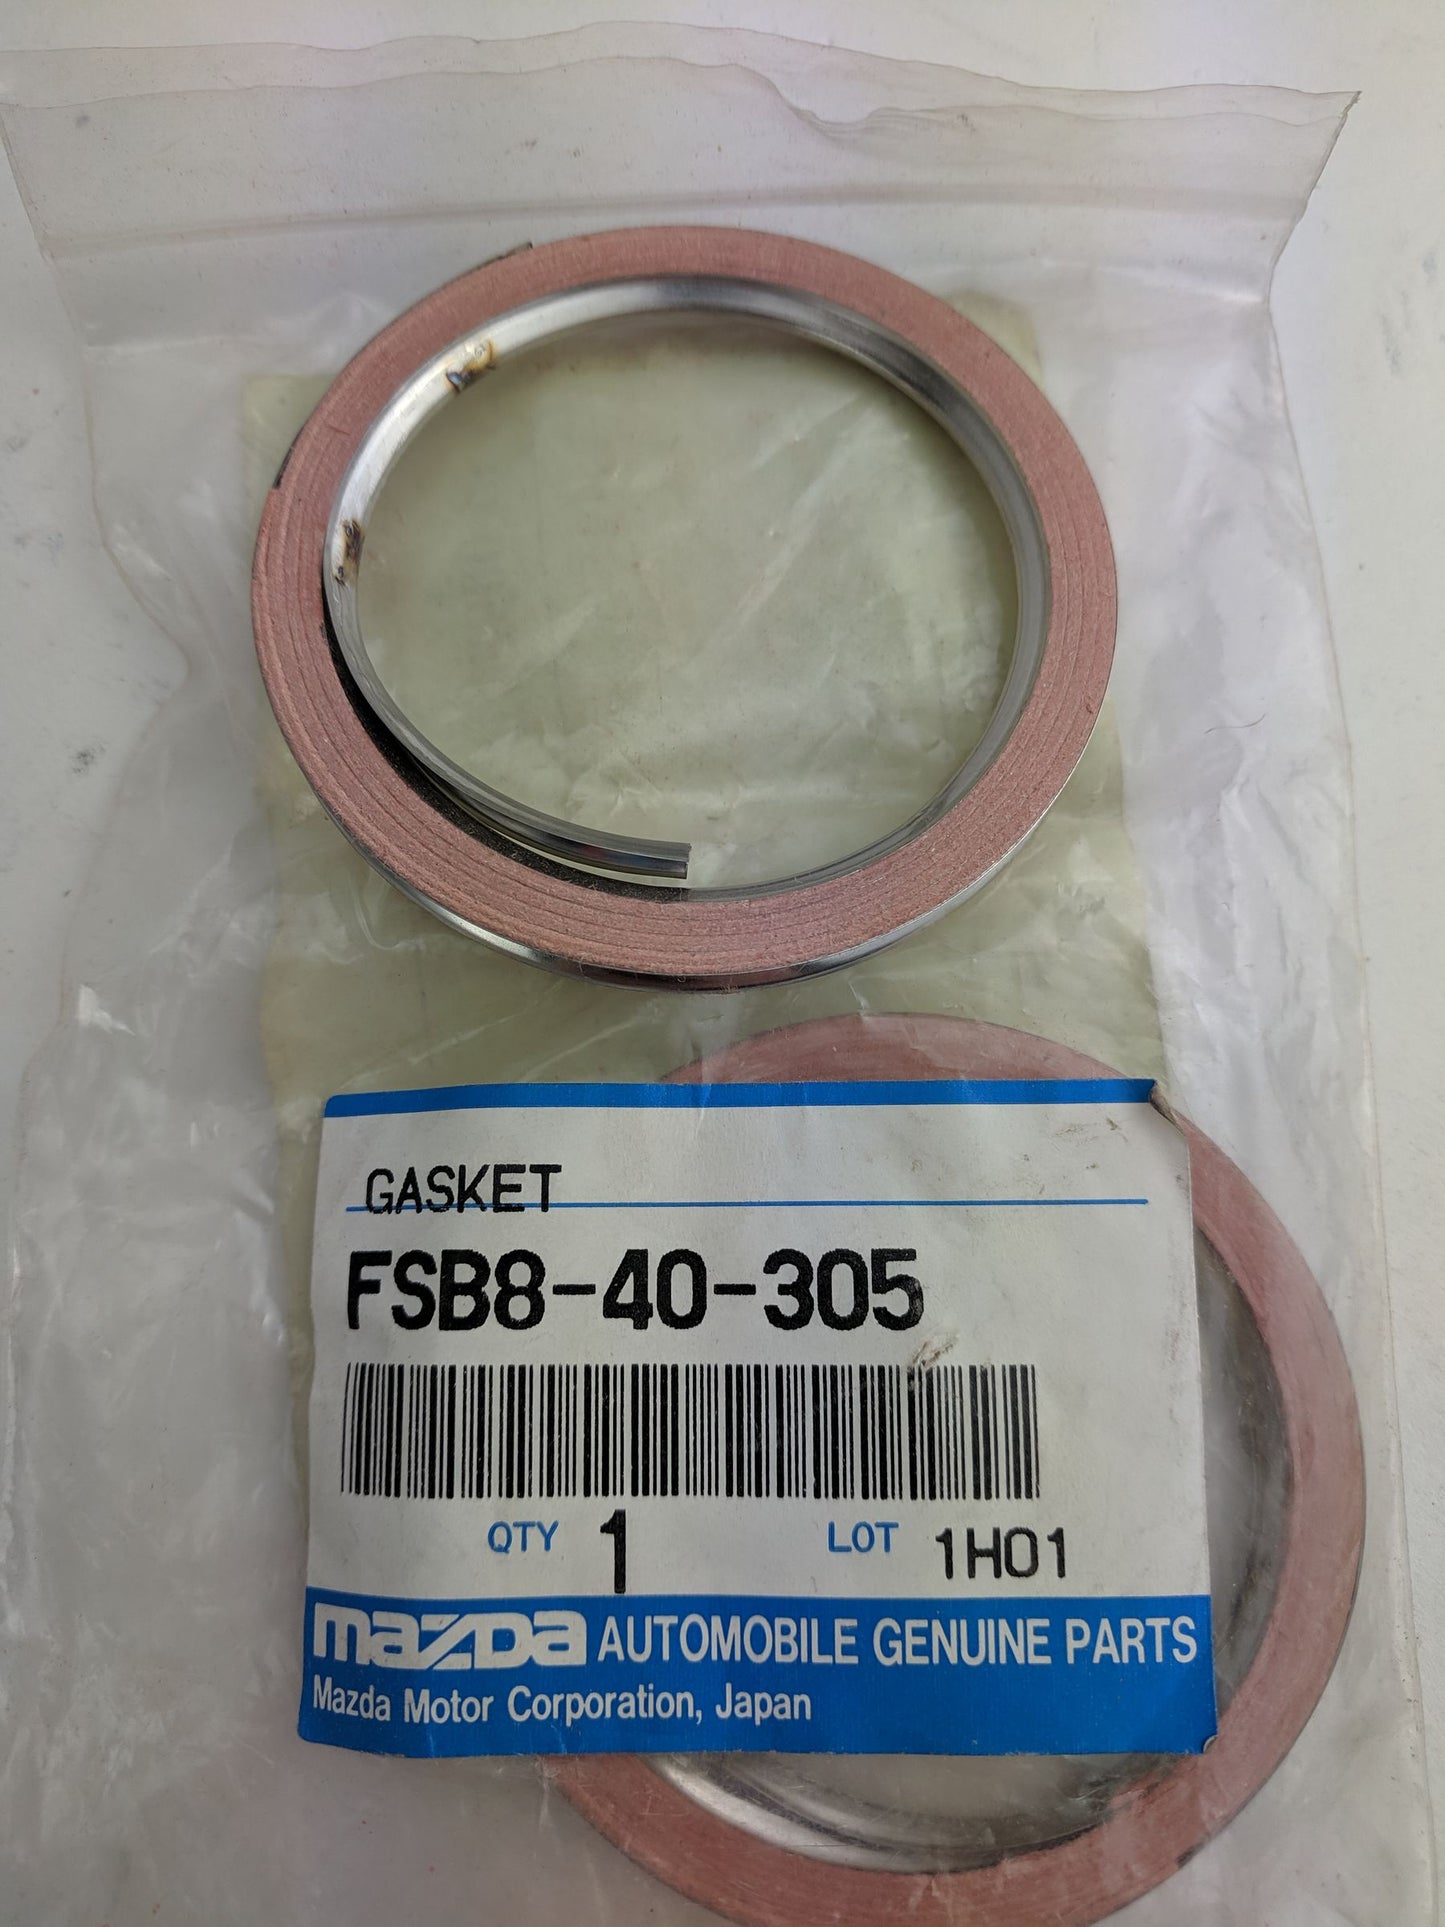 GASKET
FSB8-40-305
QTY 1 LOT 1H01
mazda AUTOMOBILE GENUINE PARTS
Mazda Motor Corporation, Japan